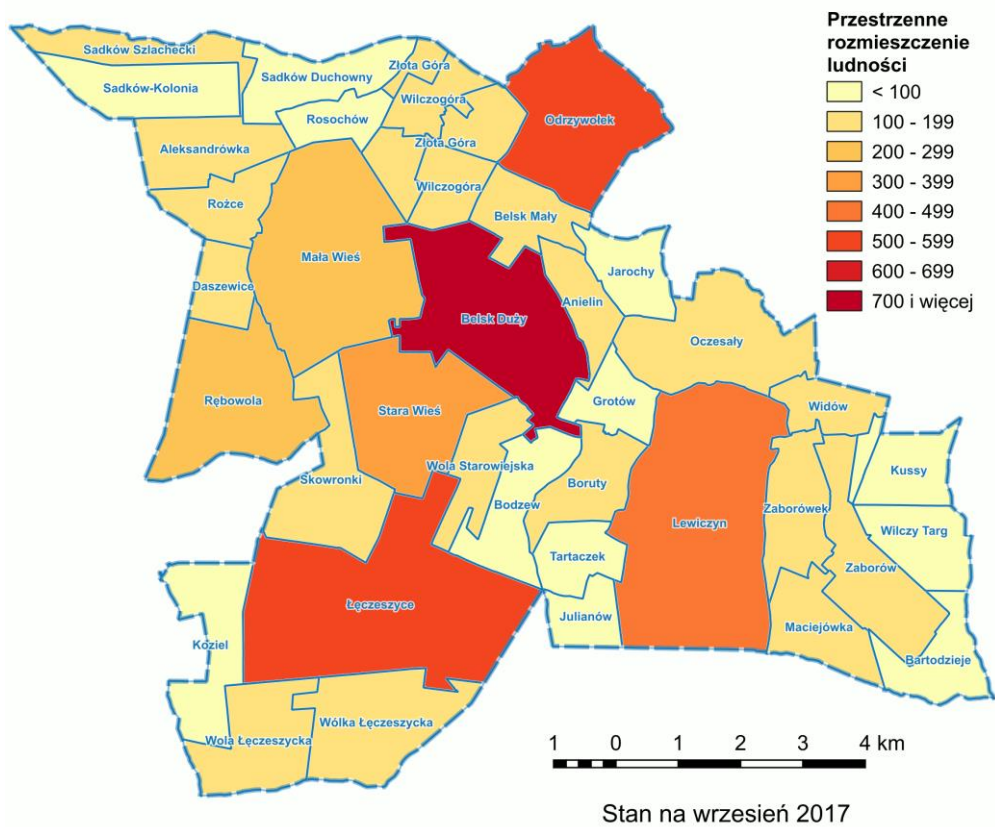 Przestrzenne
rozmieszczenie
ludności
< 100
100 - 199
200 - 299
300 - 399
400 - 499
500 - 599
600 - 699
700 i więcej
Sadków Szlachecki
Sadków-Kolonia
Sadków Duchowny
Złota Góra
Wilczogóra
Rosochów
Odrzywołek
Aleksandrówka
Złota Góra
Wilczogóra
Rożce
Belsk Mały
Mała Wieś
Jarochy
Daszewice
Anielin
Belsk Duży
Oczesały
Rębowola
Grotów
Widów
Stara Wieś
Wola Starowiejska
Kussy
Skowronki
Bodzew
Boruty
Zaborówek
Lewiczyn
Wilczy Targ
Tartaczek
Zaborów
Łęczeszyce
Julianów
Maciejówka
Koziel
Bartodzieje
Wólka Łęczeszycka
Wola Łęczeszycka
1 0 1 2 3 4 km
Stan na wrzesień 2017